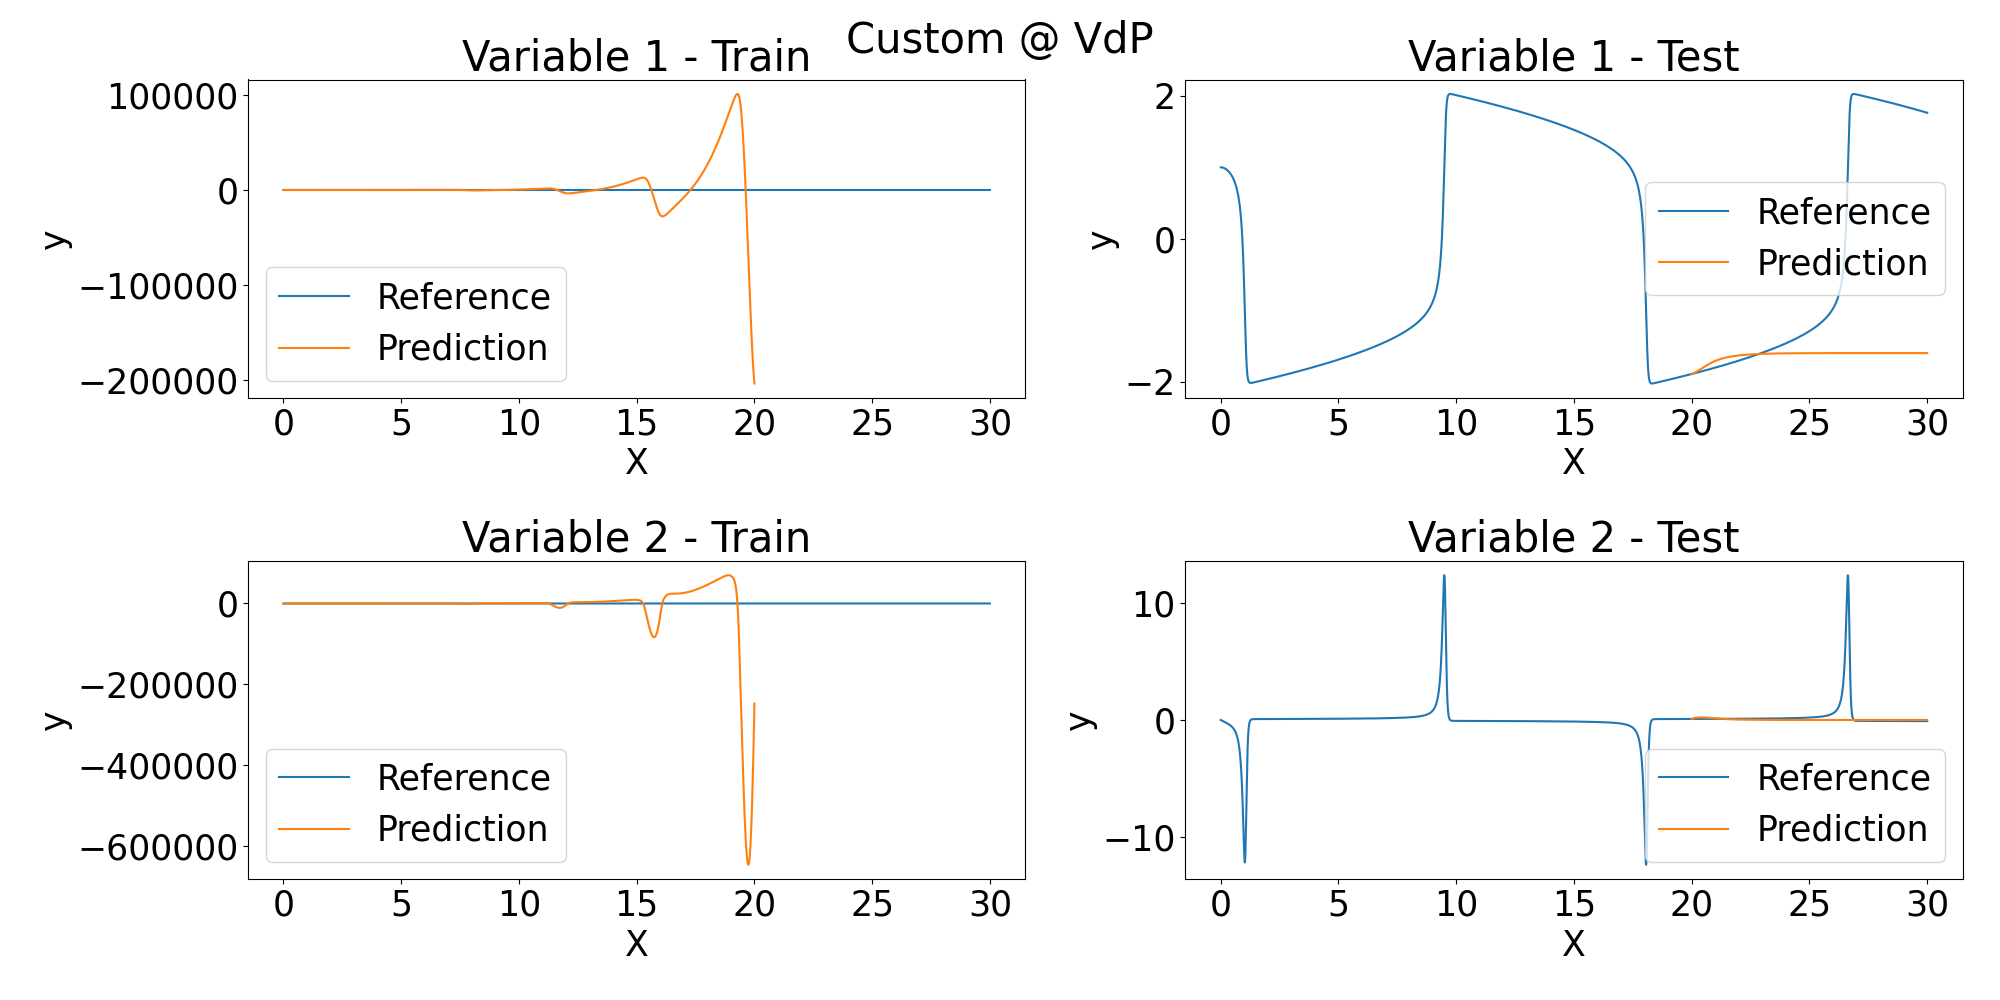 Custom @ VdP
Variable 1 - Train
100000
0
−100000
−200000
y
Reference
Prediction
0 5 10 15 20 25 30
X
Variable 1 - Test
2
0
−2
y
Reference
Prediction
0 5 10 15 20 25 30
X
Variable 2 - Train
0
−200000
−400000
−600000
y
Reference
Prediction
0 5 10 15 20 25 30
X
Variable 2 - Test
10
0
−10
y
Reference
Prediction
0 5 10 15 20 25 30
X